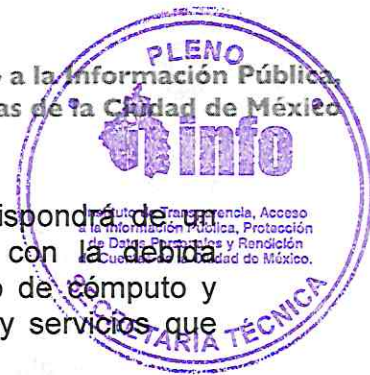 a la Información Pública,
as de la Ciudad de México
PLENO
info
Instituto de Transparencia, Acceso
a la Información Pública, Protección
de Datos Personales y Rendición
de Cuentas de la Ciudad de México.
SECRETARÍA TÉCNICA
ispondrá de un
con la debida
o de cómputo y
y servicios que